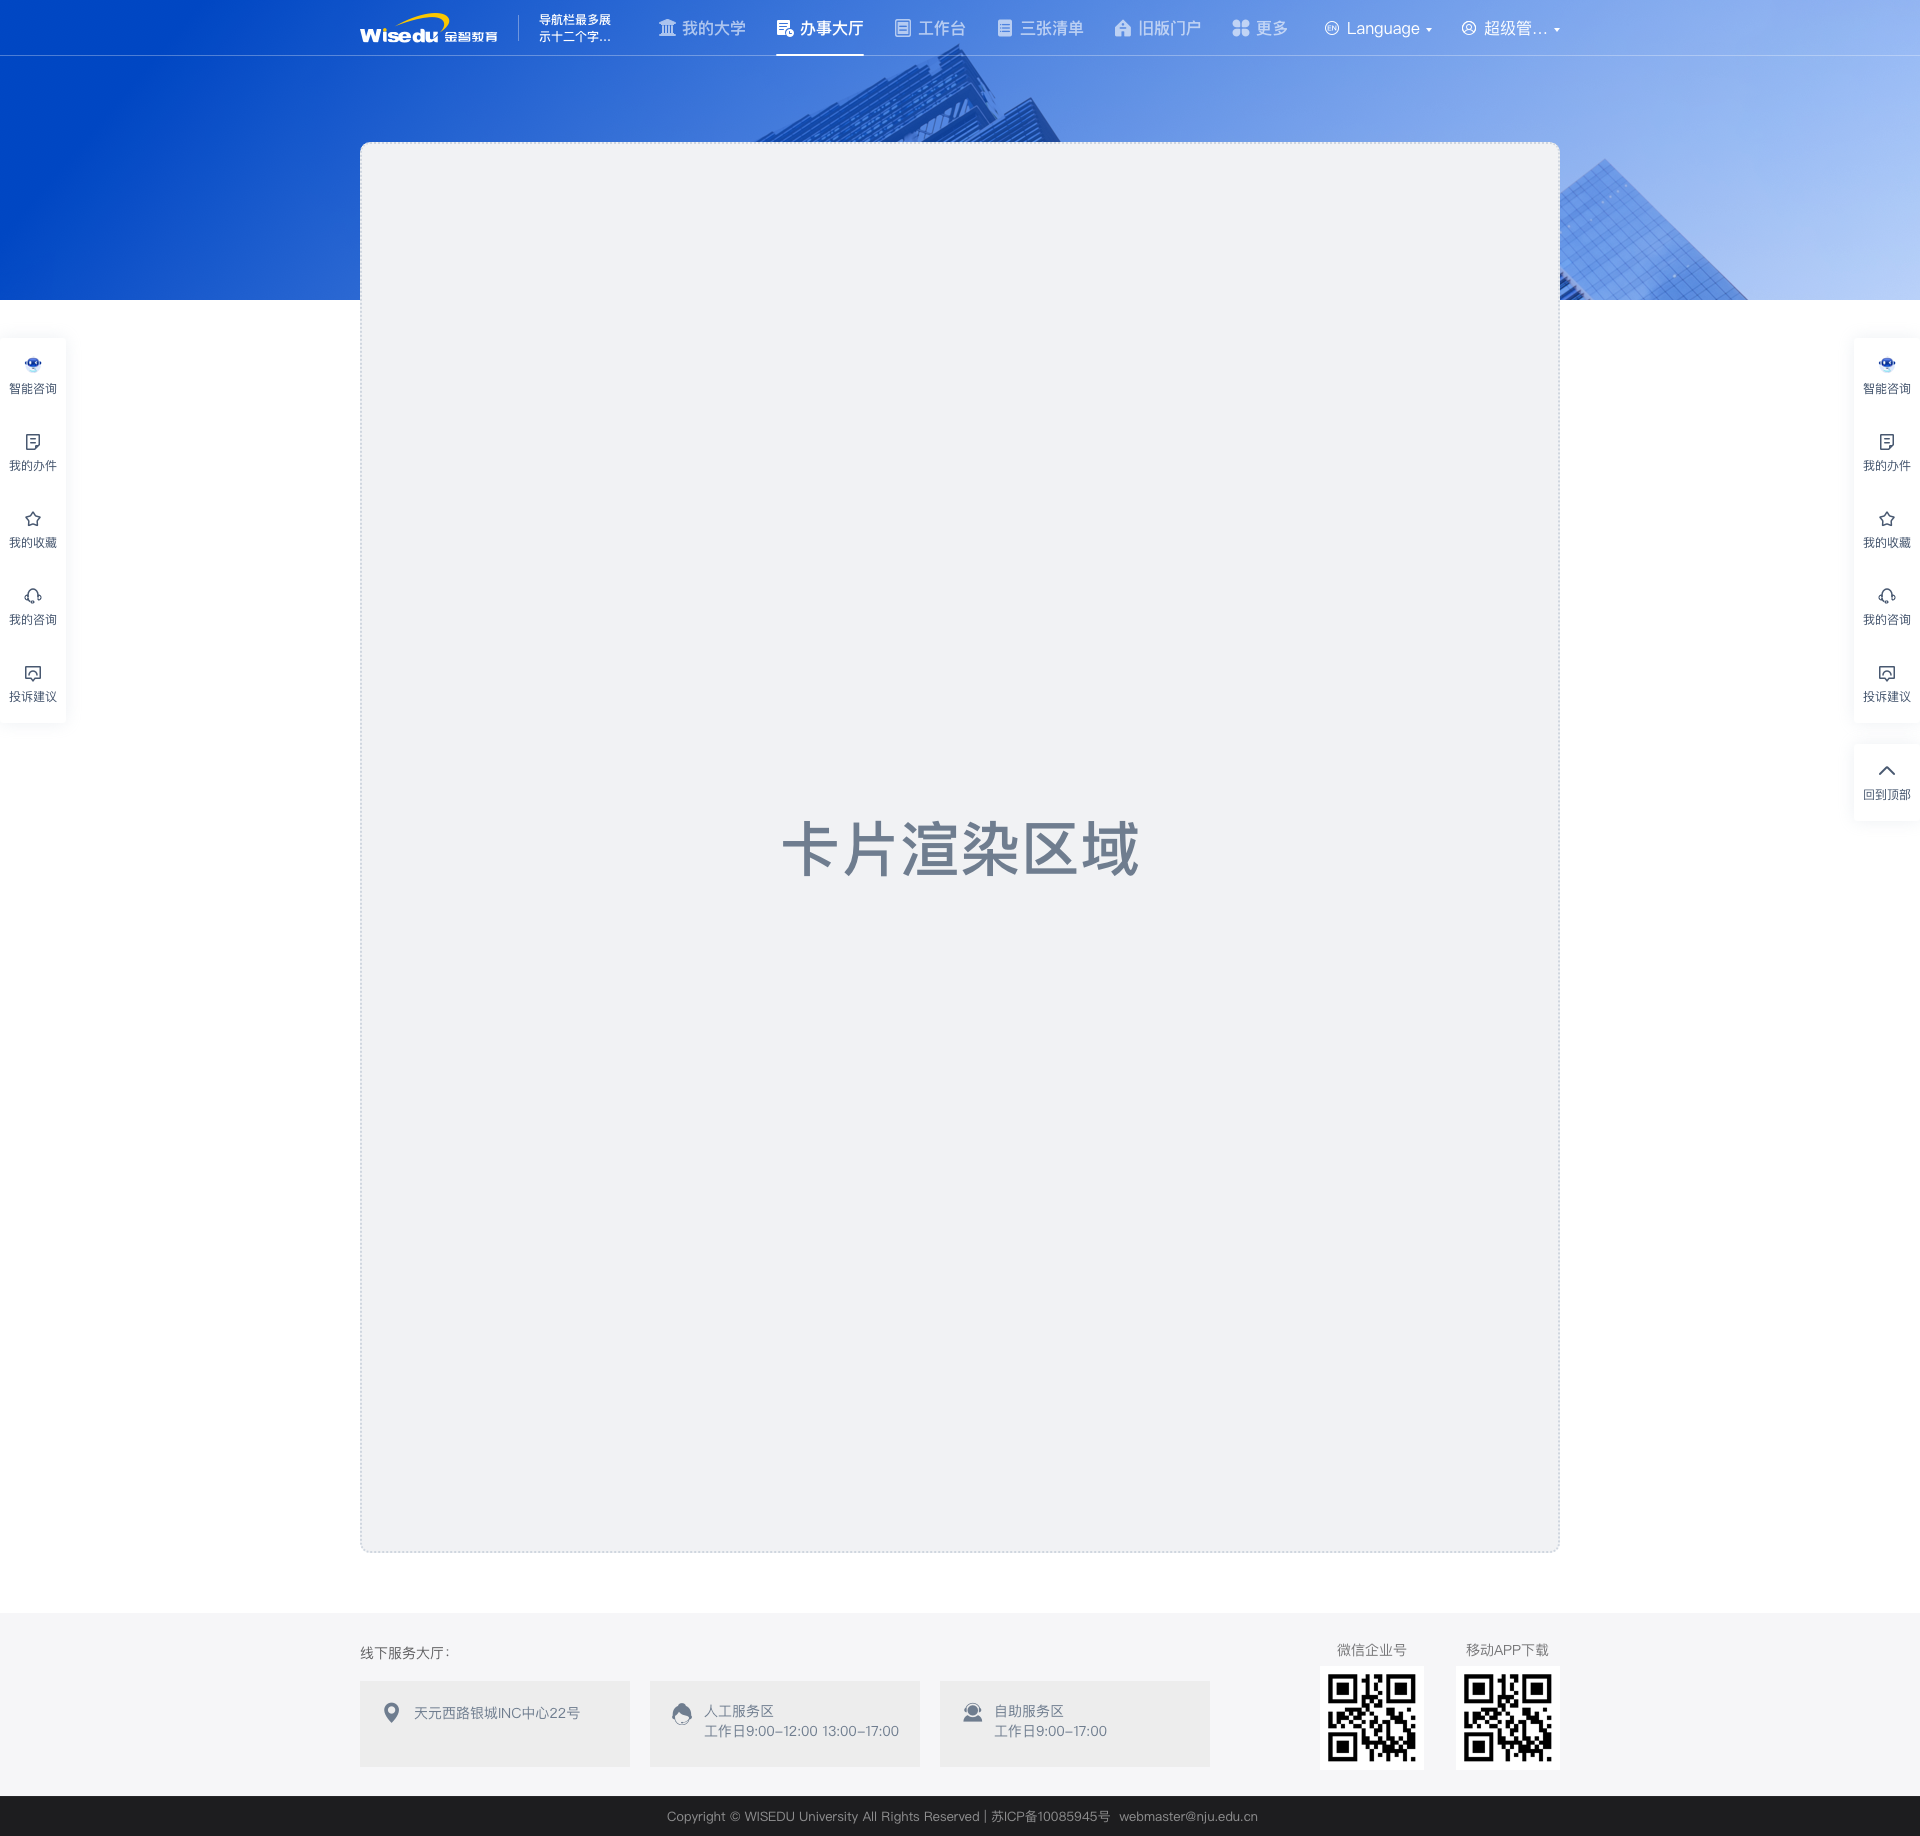 Wisedu 金智教育
导航栏最多展
示十二个字...
我的大学
办事大厅
工作台
三张清单
旧版门户
更多
EN Language
超级管...
智能咨询
我的办件
我的收藏
我的咨询
投诉建议
卡片渲染区域
智能咨询
我的办件
我的收藏
我的咨询
投诉建议
回到顶部
线下服务大厅：
天元西路银城INC中心22号
人工服务区
工作日9:00-12:00 13:00-17:00
自助服务区
工作日9:00-17:00
微信企业号
移动APP下载
Copyright © WISEDU University All Rights Reserved | 苏ICP备10085945号 webmaster@nju.edu.cn